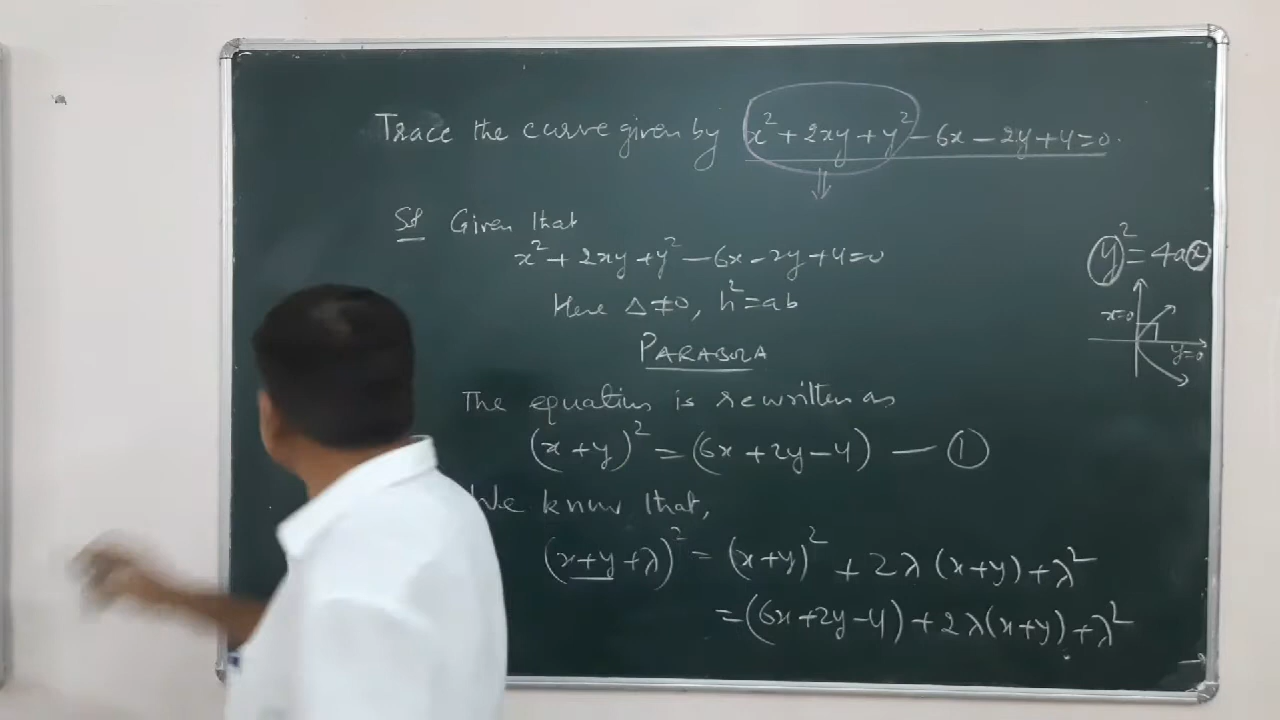 Trace the curve given by x² + 2xy + y² - 6x - 2y + 4 = 0.
Sol Given that
x² + 2xy + y² - 6x - 2y + 4 = 0
Here Δ ≠ 0, h² = ab
PARABOLA
The equation is rewritten as
(x + y)² = (6x + 2y - 4) — ①
We know that,
(x + y + λ)² = (x + y)² + 2λ (x + y) + λ²
= (6x + 2y - 4) + 2λ(x + y) + λ²
y² = 4ax
x=0
y=0